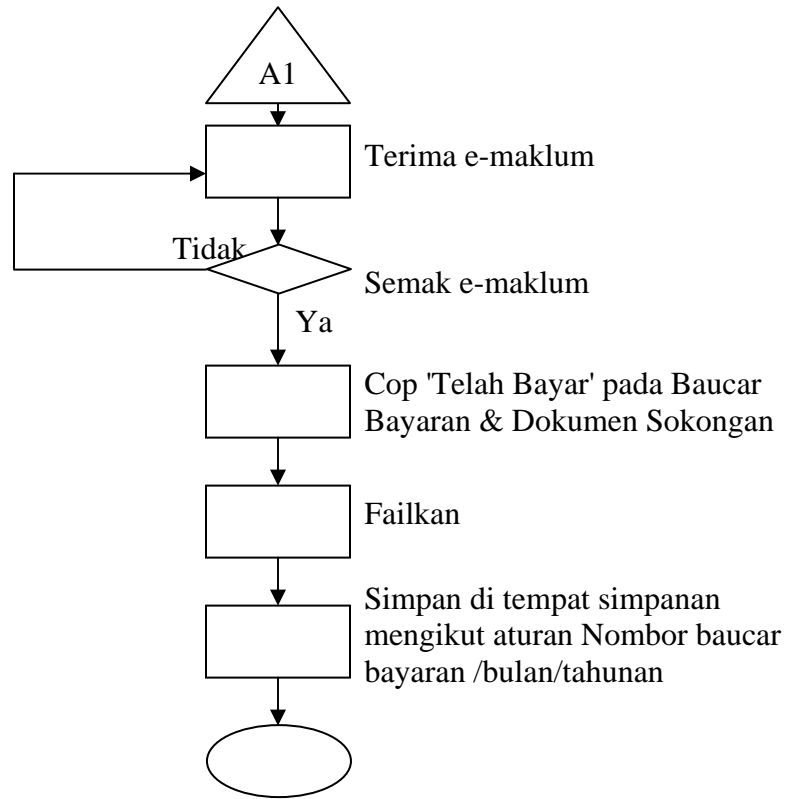 A1
Terima e-maklum
Tidak
Semak e-maklum
Ya
Cop 'Telah Bayar' pada Baucar
Bayaran & Dokumen Sokongan
Failkan
Simpan di tempat simpanan
mengikut aturan Nombor baucar
bayaran /bulan/tahunan